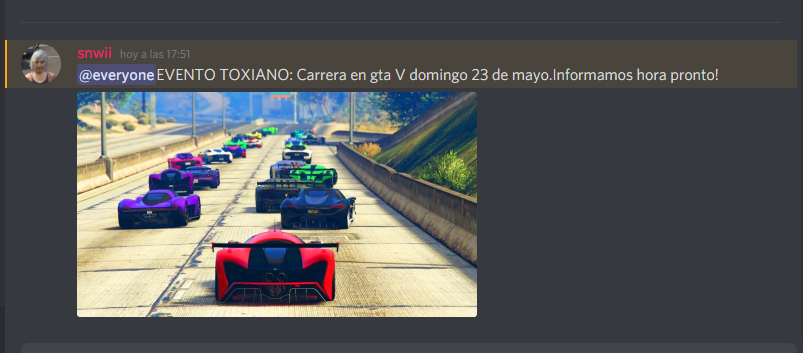 snwii hoy a las 17:51
@everyone EVENTO TOXIANO: Carrera en gta V domingo 23 de mayo.Informamos hora pronto!